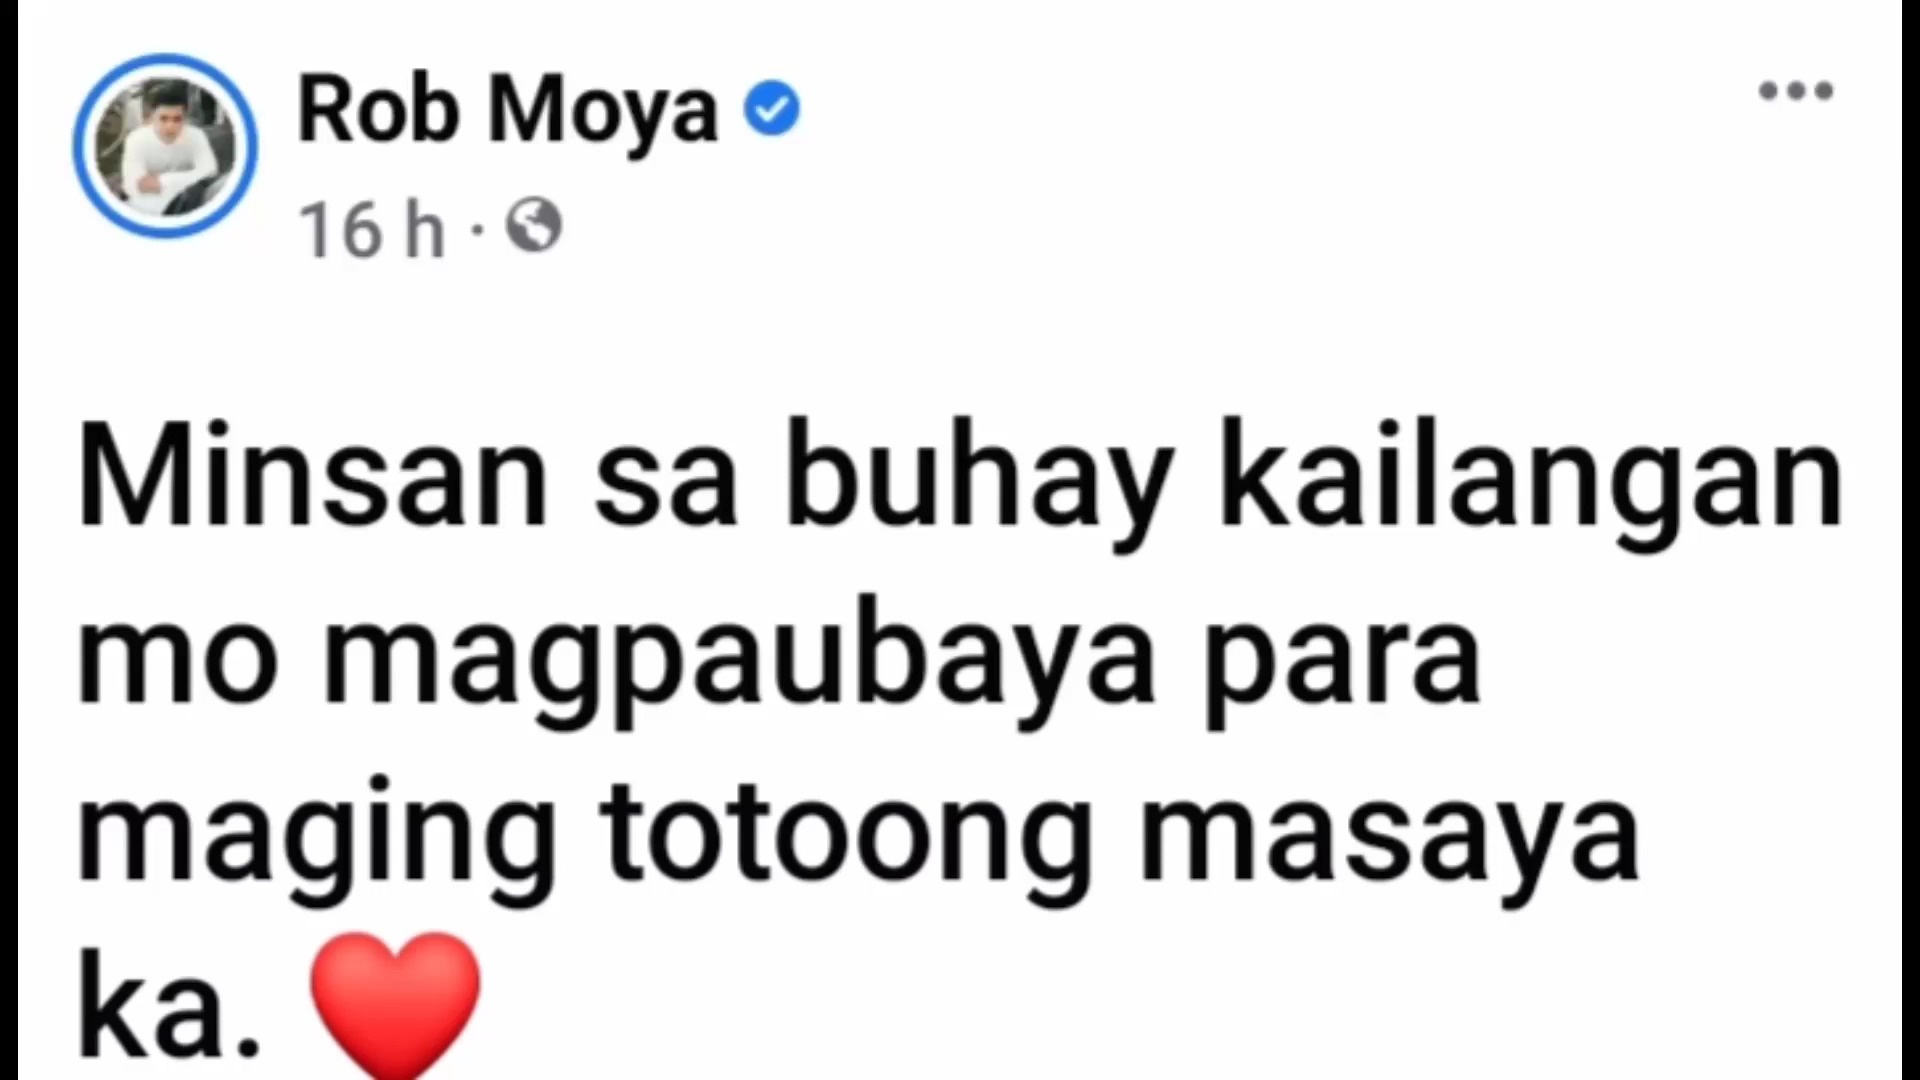 Rob Moya
16 h ·
Minsan sa buhay kailangan
mo magpaubaya para
maging totoong masaya
ka. ❤️